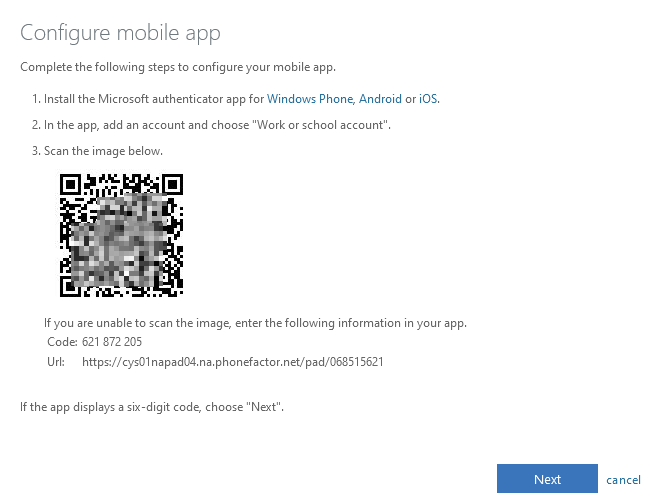 Configure mobile app
Complete the following steps to configure your mobile app.
1. Install the Microsoft authenticator app for Windows Phone, Android or iOS.
2. In the app, add an account and choose "Work or school account".
3. Scan the image below.
If you are unable to scan the image, enter the following information in your app.
Code: 621 872 205
Url: https://cys01napad04.na.phonefactor.net/pad/068515621
If the app displays a six-digit code, choose "Next".
Next cancel